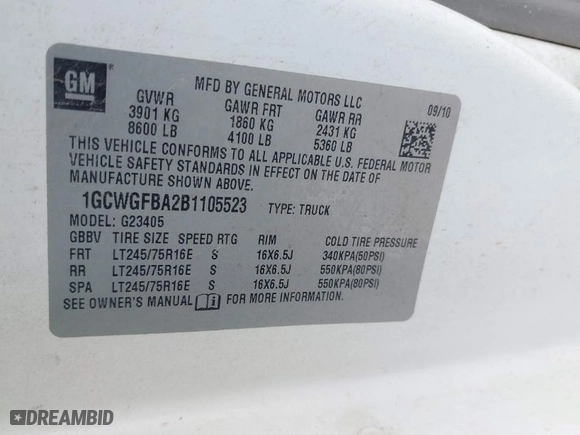 GM
MFD BY GENERAL MOTORS LLC
GVWR GAWR FRT GAWR RR 09/10
3901 KG 1860 KG 2431 KG
8600 LB 4100 LB 5360 LB
THIS VEHICLE CONFORMS TO ALL APPLICABLE U.S. FEDERAL MOTOR
VEHICLE SAFETY STANDARDS IN EFFECT ON THE DATE OF
MANUFACTURE SHOWN ABOVE.
1GCWGFBA2B1105523 TYPE: TRUCK
MODEL: G23405
GBBV TIRE SIZE SPEED RTG RIM COLD TIRE PRESSURE
FRT LT245/75R16E S 16X6.5J 340KPA(50PSI)
RR LT245/75R16E S 16X6.5J 550KPA(80PSI)
SPA LT245/75R16E S 16X6.5J 550KPA(80PSI)
SEE OWNER'S MANUAL FOR MORE INFORMATION.
DREAMBID